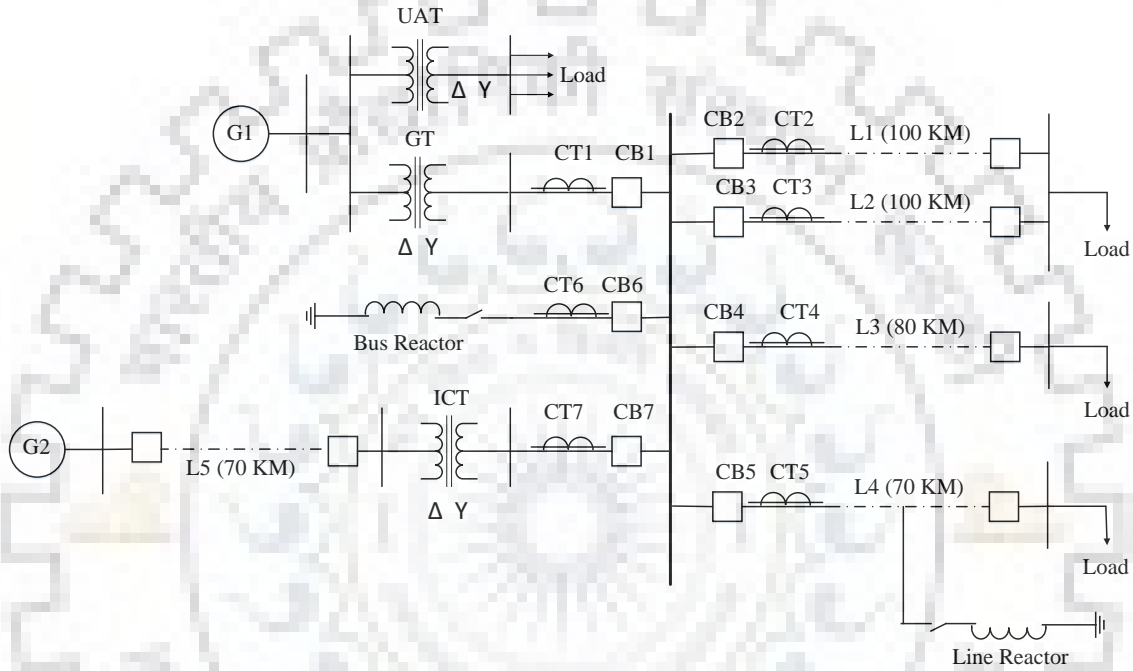 UAT
Δ Y
Load
G1
GT
Δ Y
CT1
CB1
CB2
CT2
L1 (100 KM)
CB3
CT3
L2 (100 KM)
Load
CT6
CB6
Bus Reactor
CB4
CT4
L3 (80 KM)
Load
ICT
Δ Y
CT7
CB7
G2
L5 (70 KM)
CB5
CT5
L4 (70 KM)
Load
Line Reactor